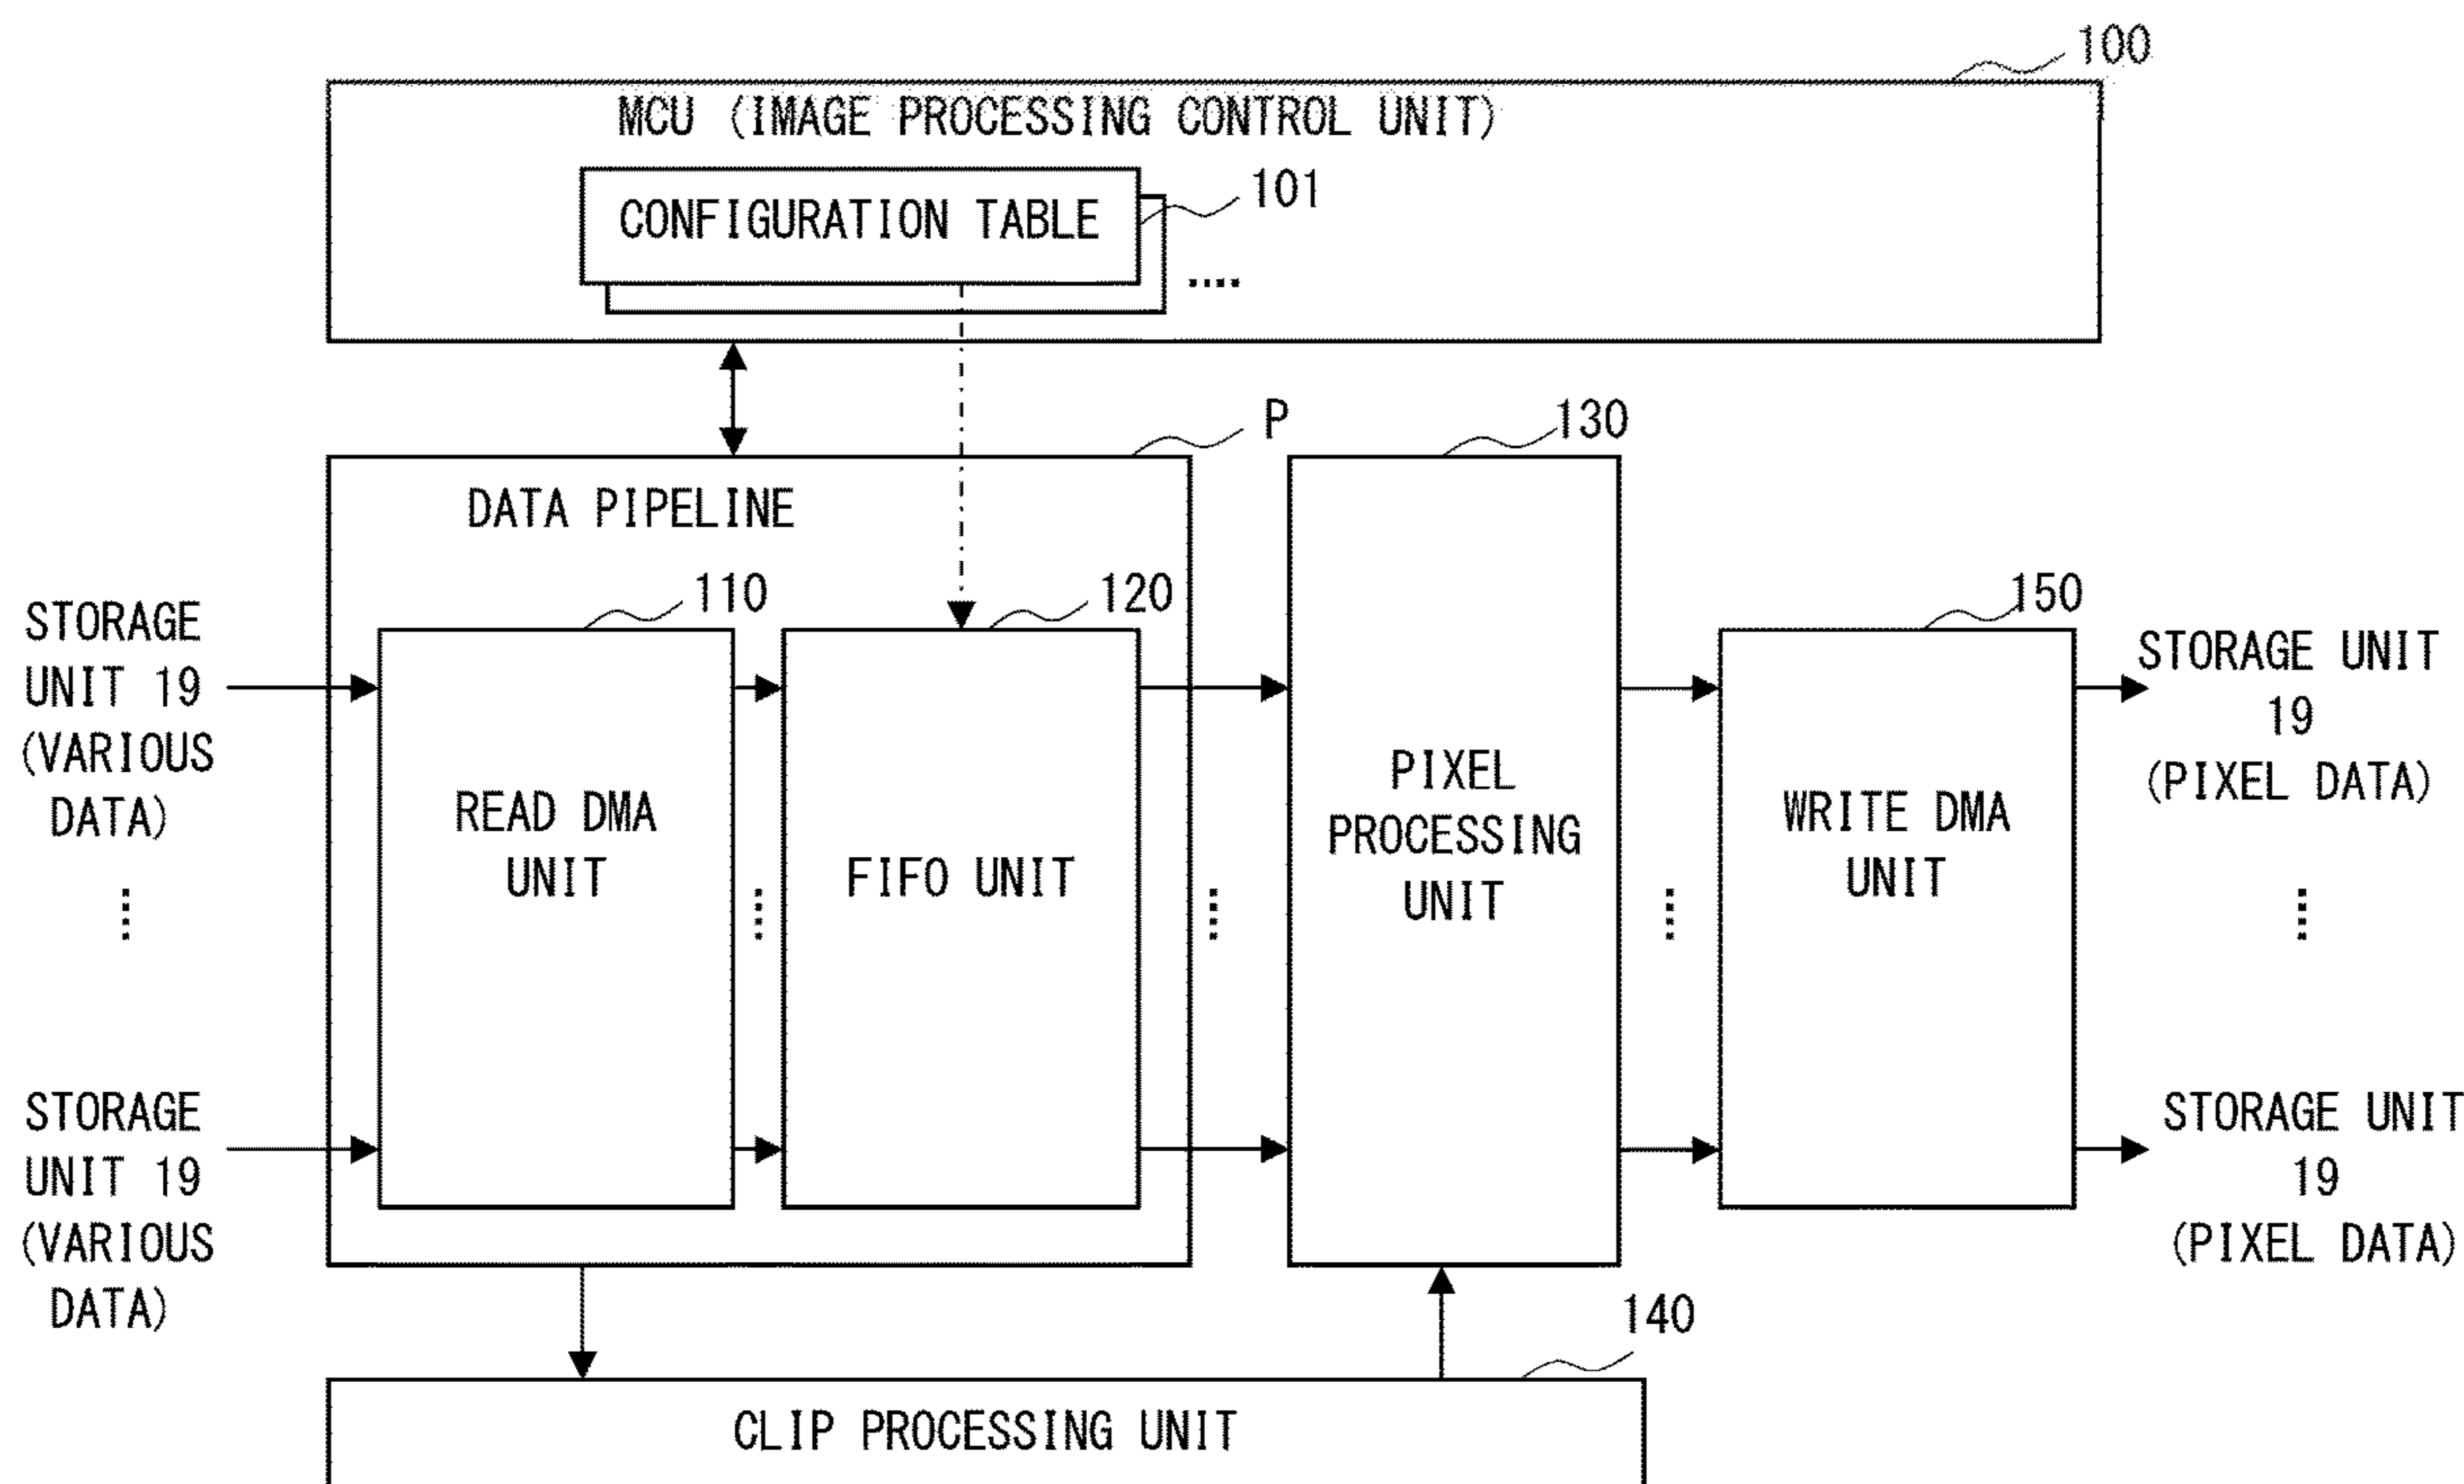 100
MCU (IMAGE PROCESSING CONTROL UNIT)
CONFIGURATION TABLE
101
....
P
130
DATA PIPELINE
110
120
150
STORAGE
UNIT 19
(VARIOUS
DATA)
READ DMA
UNIT
FIFO UNIT
PIXEL
PROCESSING
UNIT
WRITE DMA
UNIT
STORAGE UNIT
19
(PIXEL DATA)
STORAGE
UNIT 19
(VARIOUS
DATA)
STORAGE UNIT
19
(PIXEL DATA)
140
CLIP PROCESSING UNIT